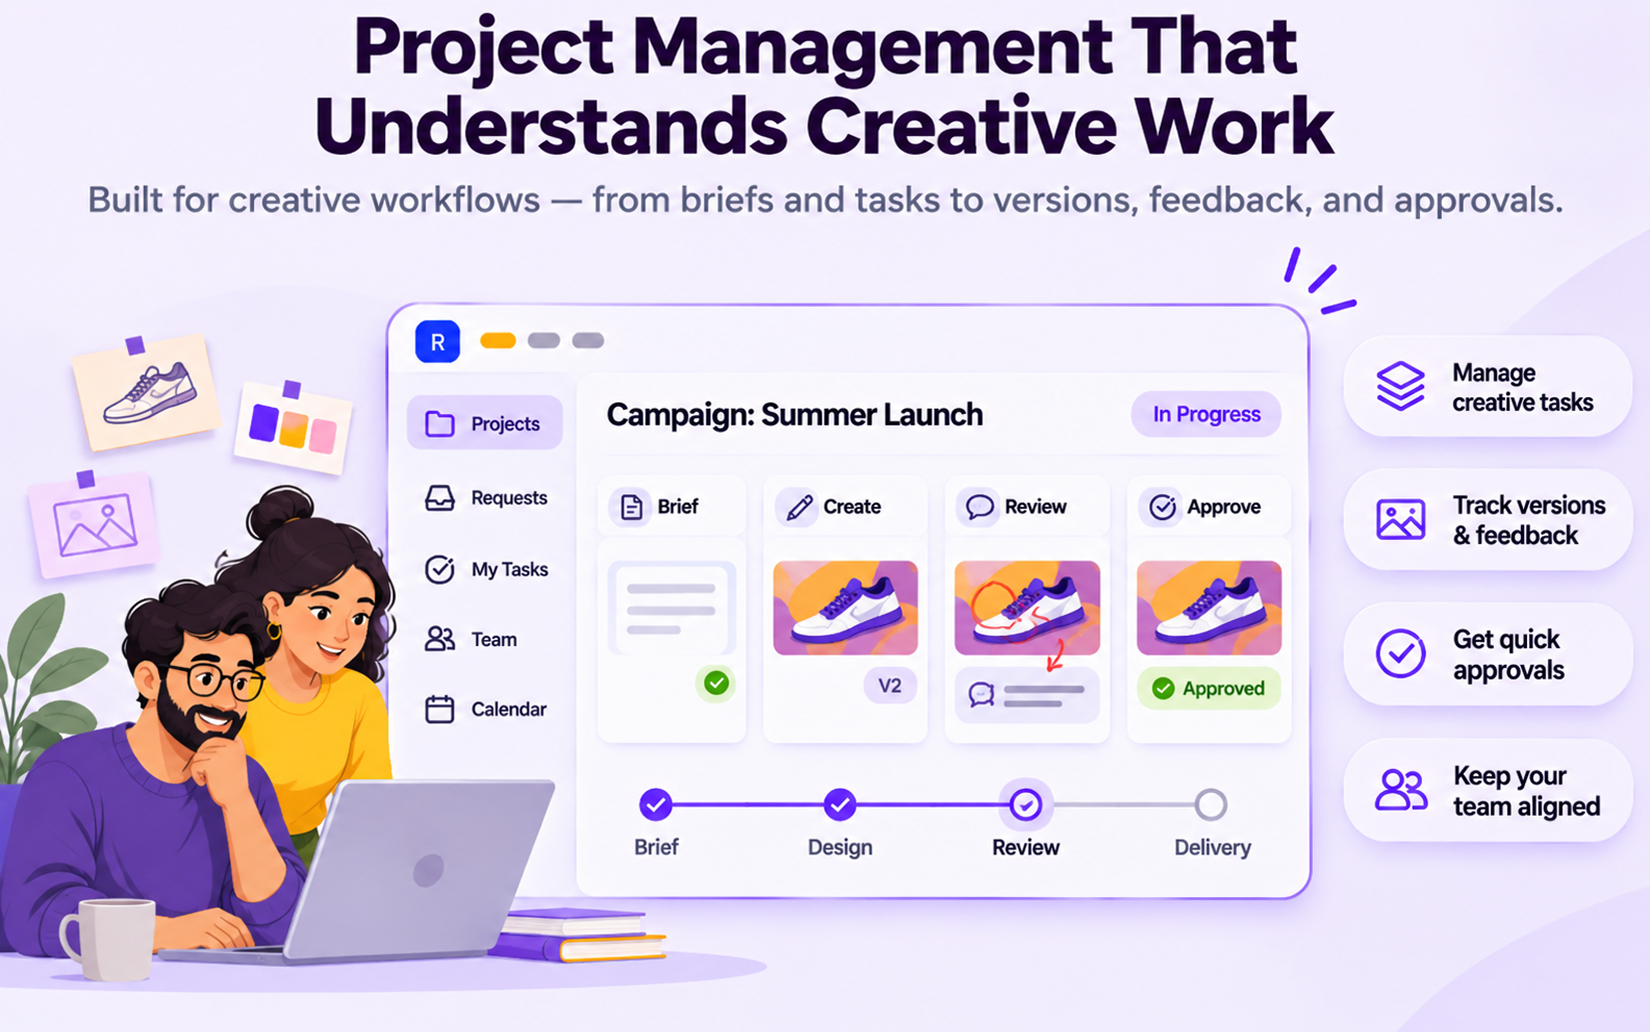 Project Management That
Understands Creative Work
Built for creative workflows — from briefs and tasks to versions, feedback, and approvals.
R
Projects
Requests
My Tasks
Team
Calendar
Campaign: Summer Launch
In Progress
Brief
Create
Review
Approve
V2
Approved
Brief
Design
Review
Delivery
Manage
creative tasks
Track versions
& feedback
Get quick
approvals
Keep your
team aligned